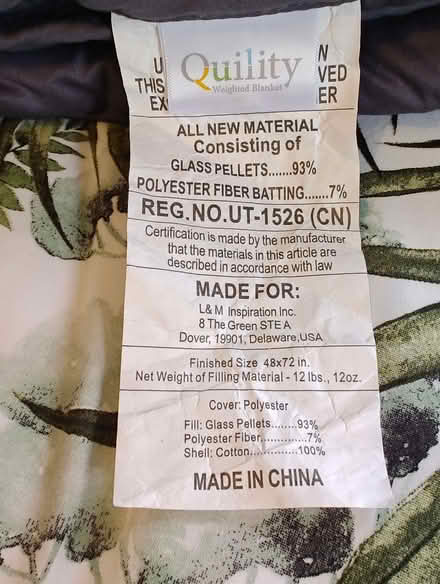 U
N
THIS
VED
EX
ER
Quility
Weighted Blanket
ALL NEW MATERIAL
Consisting of
GLASS PELLETS.......93%
POLYESTER FIBER BATTING.......7%
REG.NO.UT-1526 (CN)
Certification is made by the manufacturer
that the materials in this article are
described in accordance with law
MADE FOR:
L&M Inspiration Inc.
8 The Green STE A
Dover, 19901, Delaware,USA
Finished Size 48x72 in.
Net Weight of Filling Material - 12 lbs., 12oz.
Cover: Polyester
Fill: Glass Pellets........93%
Polyester Fiber.............7%
Shell: Cotton..............100%
MADE IN CHINA